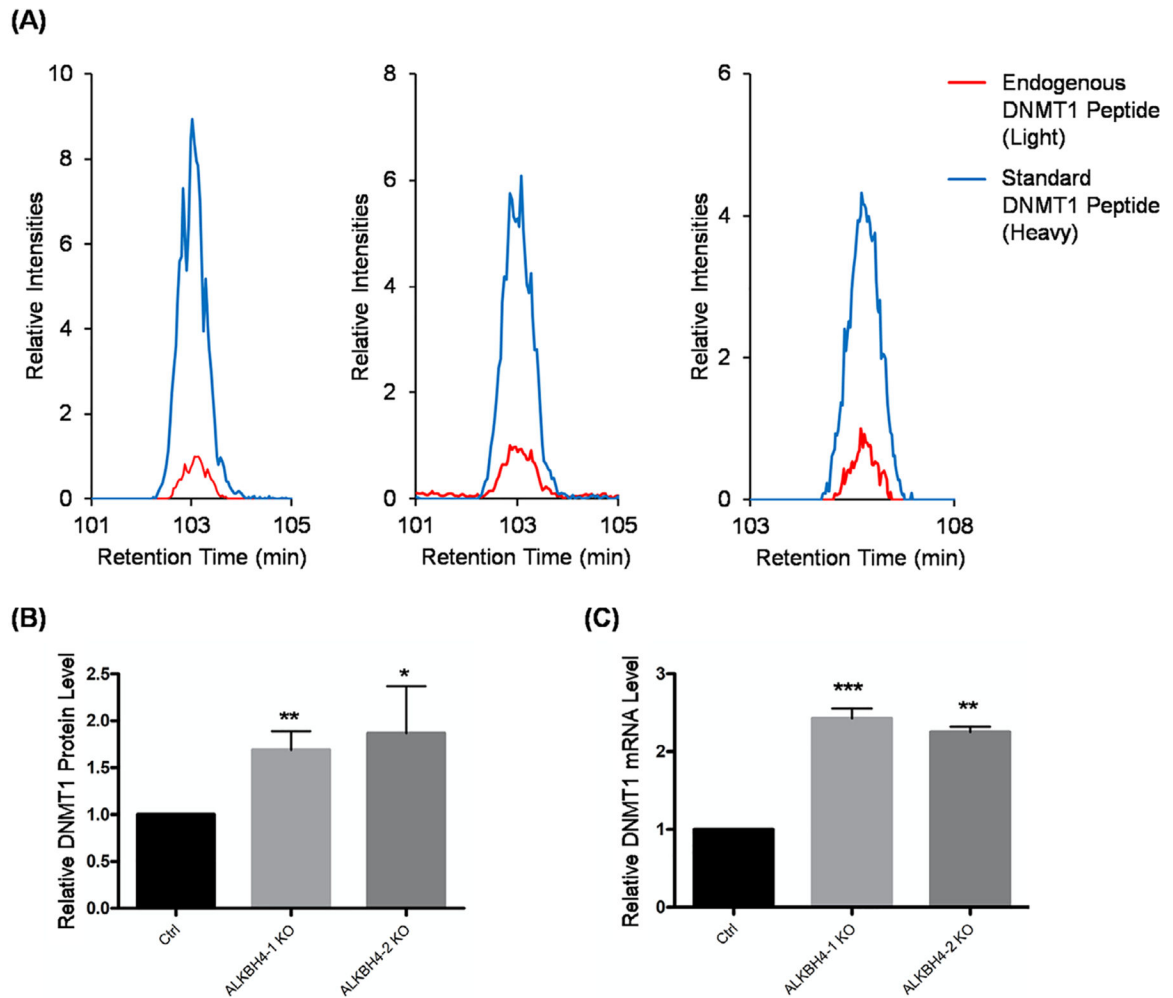 (A)
Relative Intensities
10
8
6
4
2
0
101
103
105
Retention Time (min)
Relative Intensities
8
6
4
2
0
101
103
105
Retention Time (min)
Relative Intensities
6
4
2
0
103
108
Retention Time (min)
Endogenous
DNMT1 Peptide
(Light)
Standard
DNMT1 Peptide
(Heavy)
(B)
Relative DNMT1 Protein Level
2.5
2.0
1.5
1.0
0.5
0.0
**
*
Ctrl
ALKBH4-1 KO
ALKBH4-2 KO
(C)
Relative DNMT1 mRNA Level
3
2
1
0
***
**
Ctrl
ALKBH4-1 KO
ALKBH4-2 KO